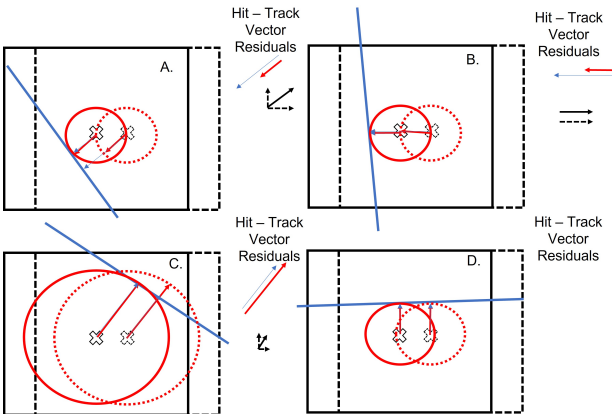 A.
Hit – Track
Vector
Residuals
B.
Hit – Track
Vector
Residuals
C.
Hit – Track
Vector
Residuals
D.
Hit – Track
Vector
Residuals